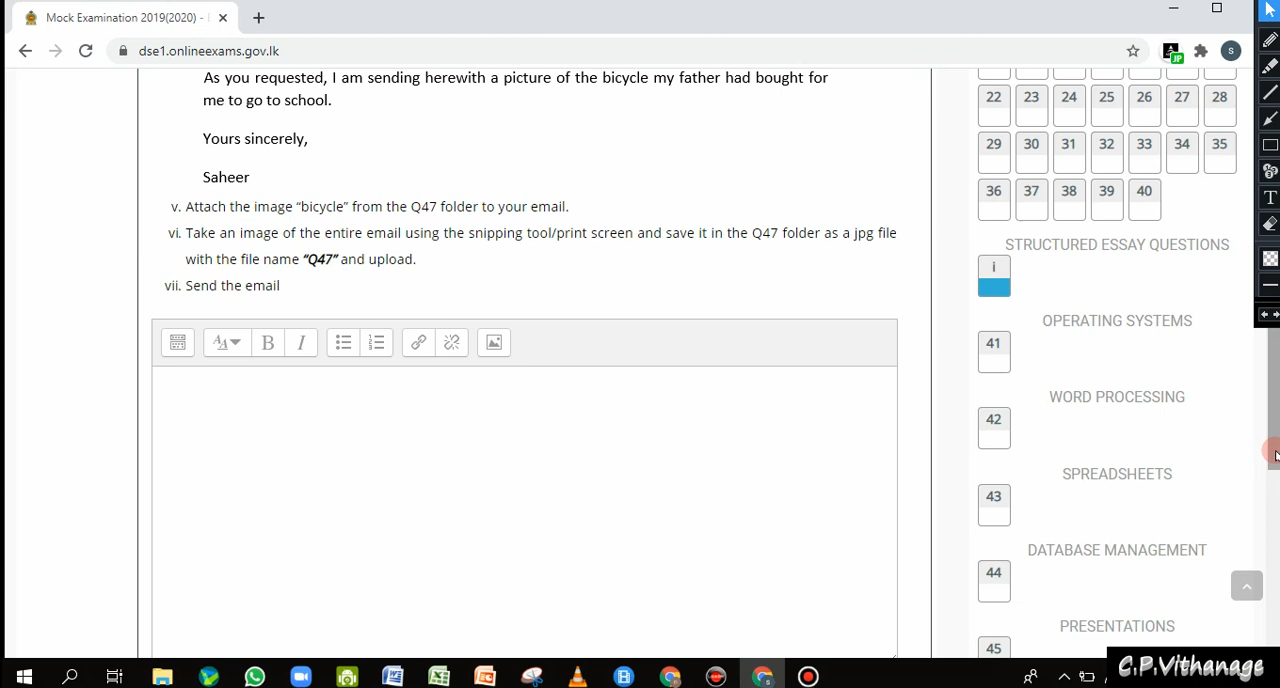 Mock Examination 2019(2020) -
dse1.onlineexams.gov.lk
S
JP
As you requested, I am sending herewith a picture of the bicycle my father had bought for
me to go to school.
Yours sincerely,
Saheer
v. Attach the image “bicycle” from the Q47 folder to your email.
vi. Take an image of the entire email using the snipping tool/print screen and save it in the Q47 folder as a jpg file
with the file name “Q47” and upload.
vii. Send the email
B I
22 23 24 25 26 27 28
29 30 31 32 33 34 35
36 37 38 39 40
STRUCTURED ESSAY QUESTIONS
i
OPERATING SYSTEMS
41
WORD PROCESSING
42
SPREADSHEETS
43
DATABASE MANAGEMENT
44
PRESENTATIONS
45
C.P.Vithanage